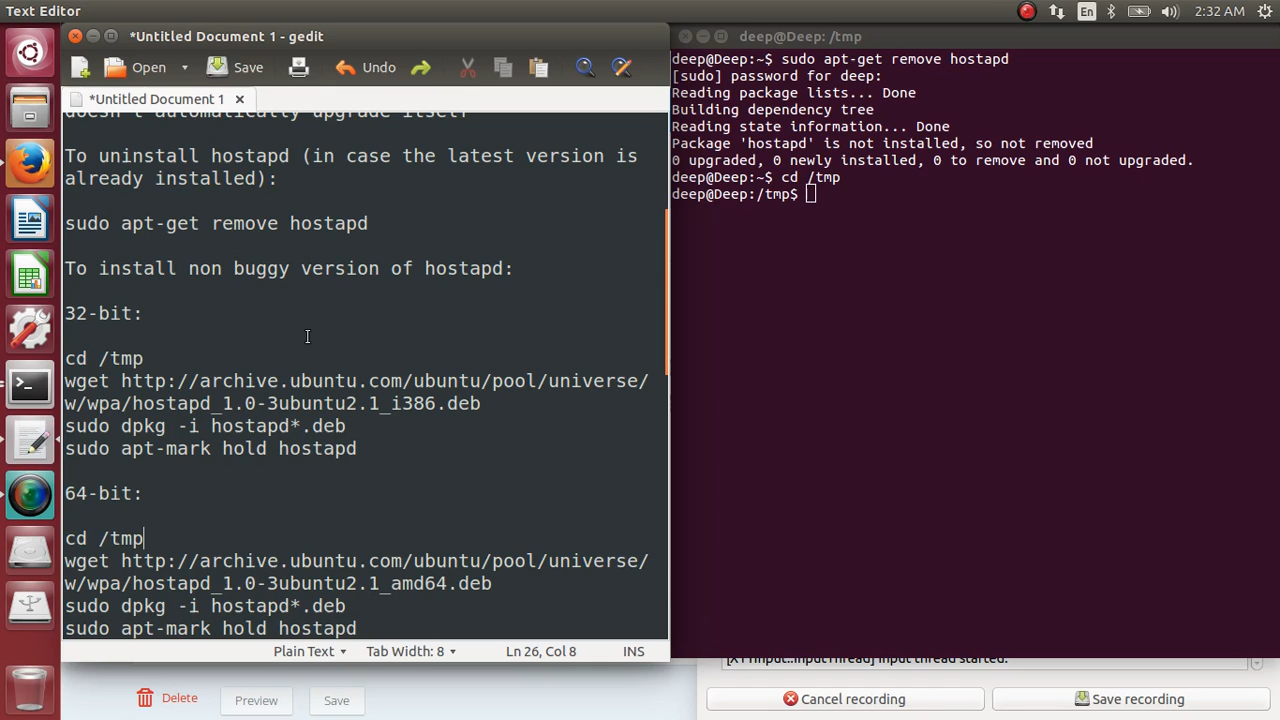 Text Editor
En
2:32 AM
*Untitled Document 1 - gedit
Open
Save
Undo
*Untitled Document 1
doesn't automatically upgrade itself
To uninstall hostapd (in case the latest version is
already installed):
sudo apt-get remove hostapd
To install non buggy version of hostapd:
32-bit:
cd /tmp
wget http://archive.ubuntu.com/ubuntu/pool/universe/
w/wpa/hostapd_1.0-3ubuntu2.1_i386.deb
sudo dpkg -i hostapd*.deb
sudo apt-mark hold hostapd
64-bit:
cd /tmp
wget http://archive.ubuntu.com/ubuntu/pool/universe/
w/wpa/hostapd_1.0-3ubuntu2.1_amd64.deb
sudo dpkg -i hostapd*.deb
sudo apt-mark hold hostapd
Plain Text
Tab Width: 8
Ln 26, Col 8
INS
deep@Deep: /tmp
deep@Deep:~$ sudo apt-get remove hostapd
[sudo] password for deep:
Reading package lists... Done
Building dependency tree
Reading state information... Done
Package 'hostapd' is not installed, so not removed
0 upgraded, 0 newly installed, 0 to remove and 0 not upgraded.
deep@Deep:~$ cd /tmp
deep@Deep:/tmp$
input thread started.
Delete
Preview
Save
Cancel recording
Save recording